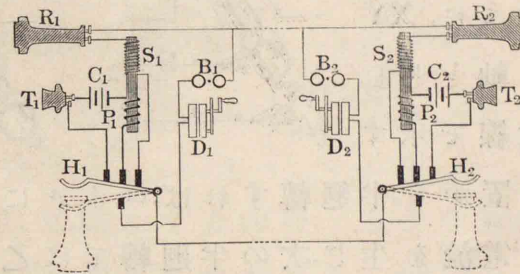 R₁ R₂
S₁ S₂
B₁ B₂
C₁ C₂
T₁ T₂
P₁ P₂
D₁ D₂
H₁ H₂